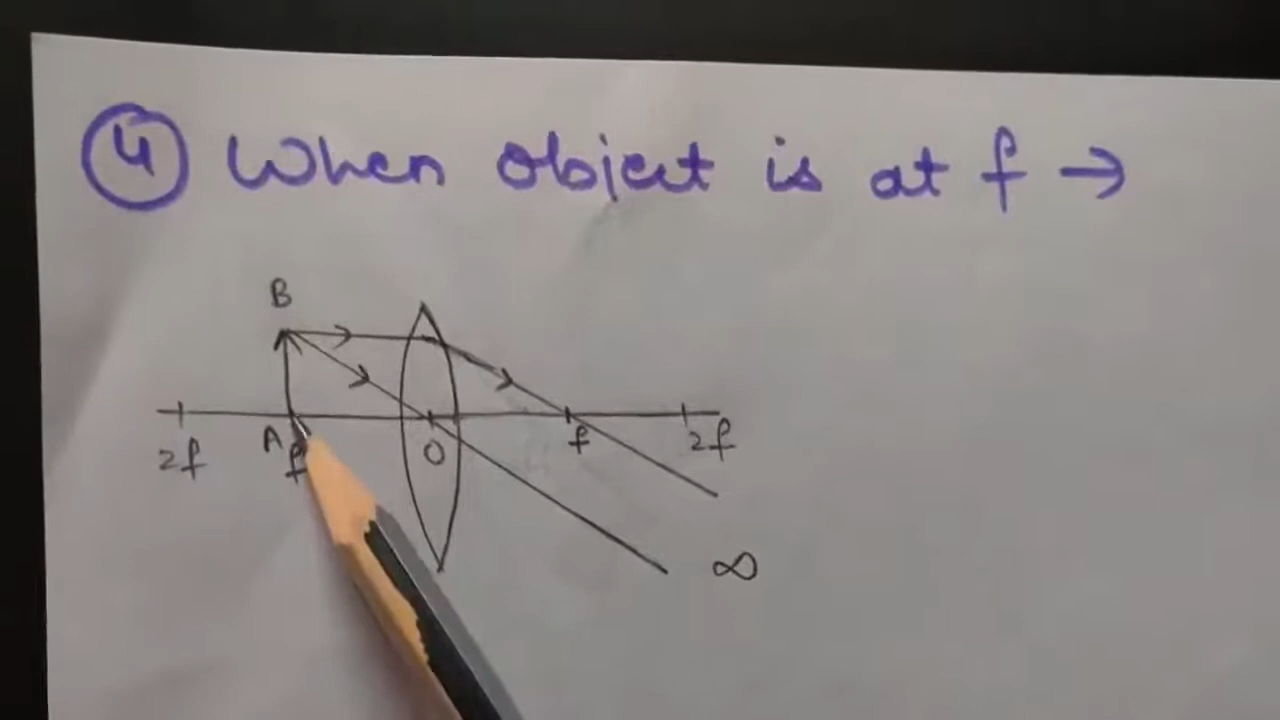 4 When object is at f →
B
2f A f O f 2f
∞